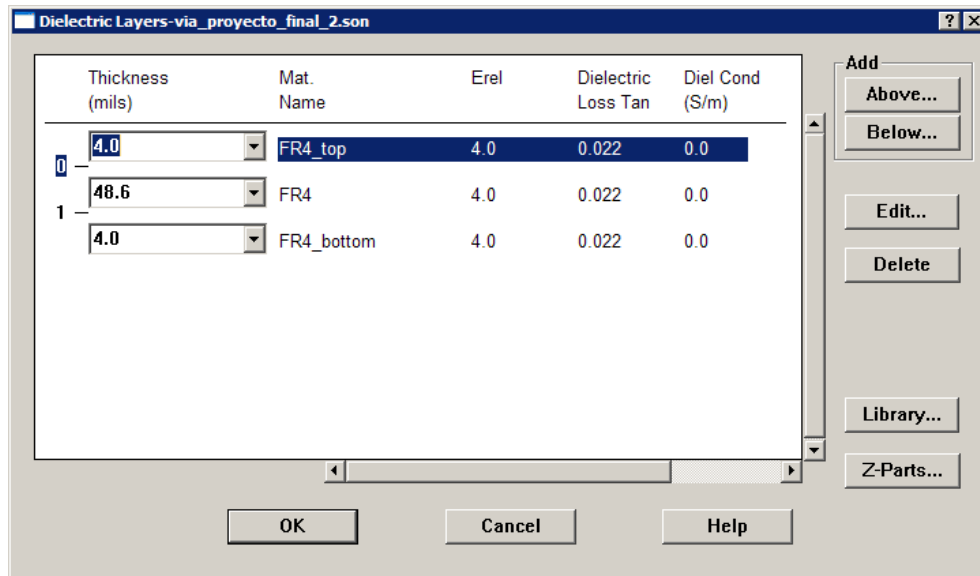 Dielectric Layers-via_proyecto_final_2.son
Thickness (mils) Mat. Name Erel Dielectric Loss Tan Diel Cond (S/m)
4.0 FR4_top 4.0 0.022 0.0
0
48.6 FR4 4.0 0.022 0.0
1
4.0 FR4_bottom 4.0 0.022 0.0
Add
Above...
Below...
Edit...
Delete
Library...
Z-Parts...
OK Cancel Help